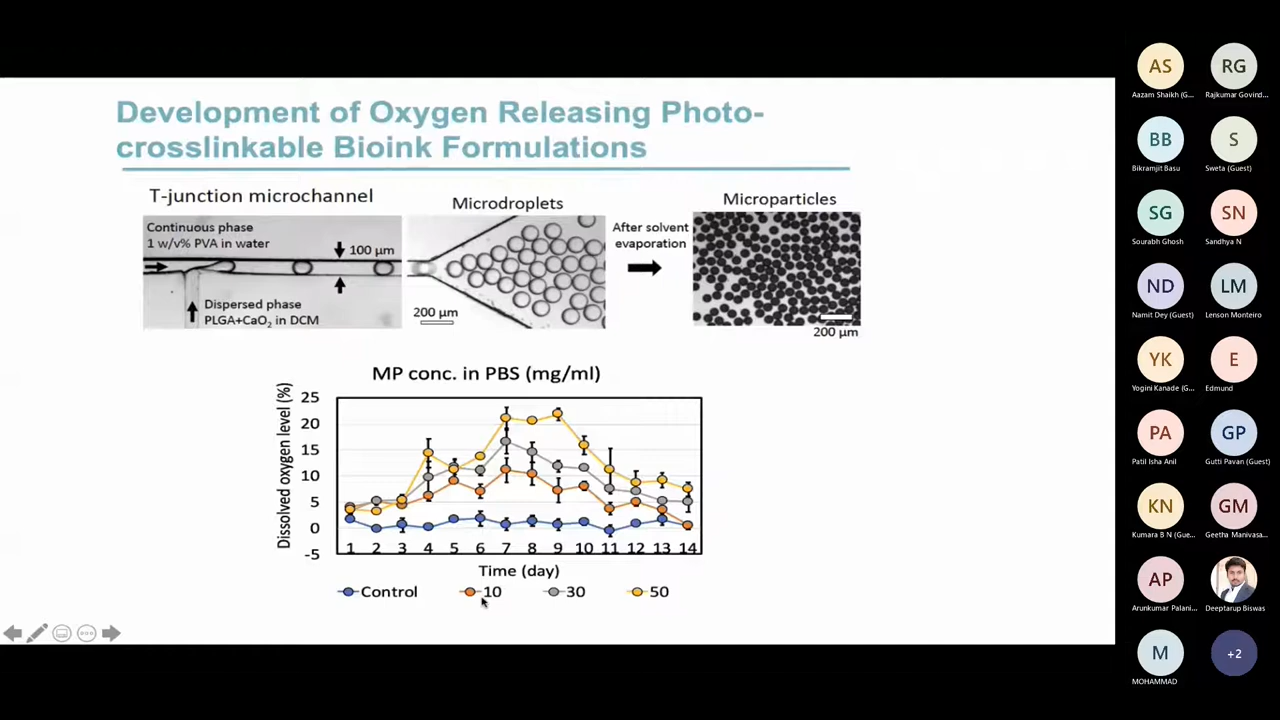 Development of Oxygen Releasing Photo-
crosslinkable Bioink Formulations
T-junction microchannel
Microdroplets
Microparticles
Continuous phase
1 w/v% PVA in water
100 µm
Dispersed phase
PLGA+CaO₂ in DCM
200 µm
After solvent
evaporation
200 µm
MP conc. in PBS (mg/ml)
Dissolved oxygen level (%)
25
20
15
10
5
0
-5
1 2 3 4 5 6 7 8 9 10 11 12 13 14
Time (day)
Control 10 30 50
AS RG
Aazam Shaikh (G... Rajkumar Govind...
BB S
Bikramjit Basu Sweta (Guest)
SG SN
Sourabh Ghosh Sandhya N
ND LM
Namit Dey (Guest) Lenson Monteiro
YK E
Yogini Kanade (G... Edmund
PA GP
Patil Isha Anil Gutti Pavan (Guest)
KN GM
Kumara B N (Gue... Geetha Manivasa...
AP
Arunkumar Palani... Deeptarup Biswas
M +2
MOHAMMAD